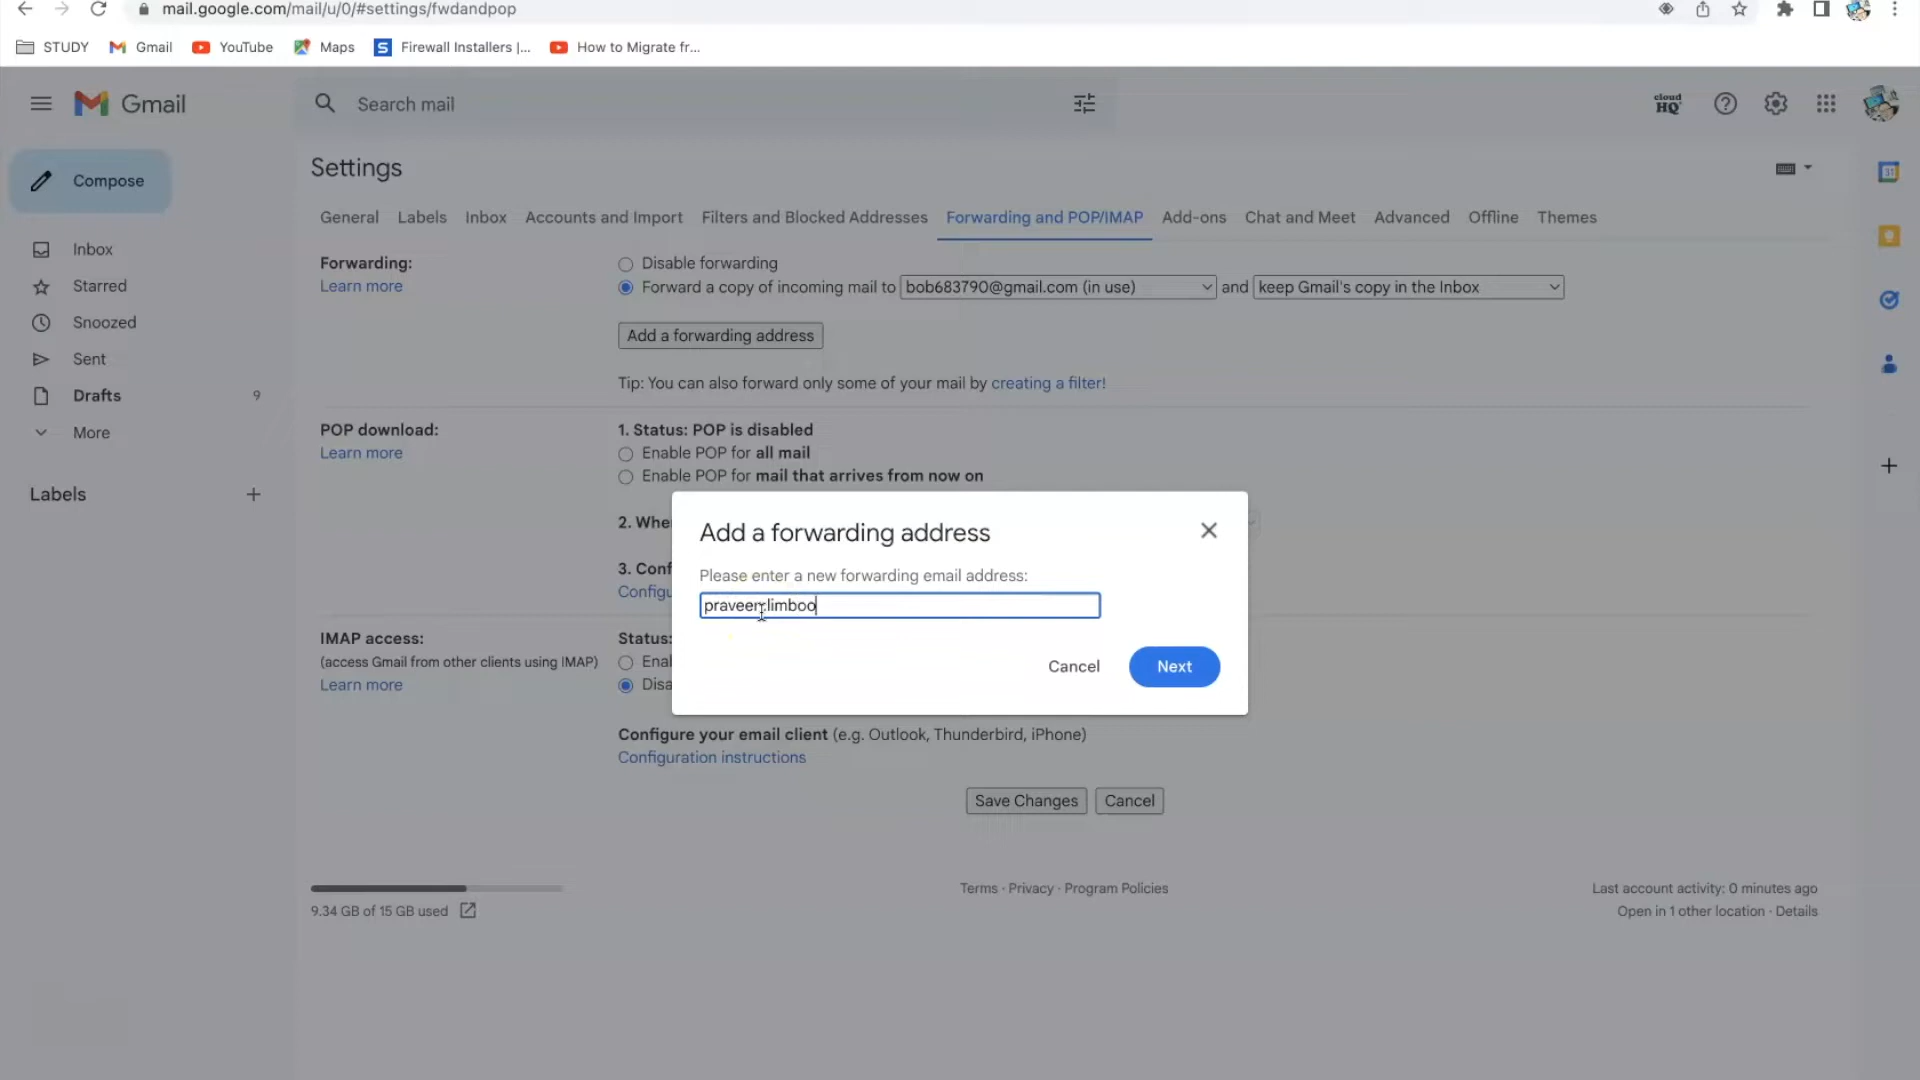 mail.google.com/mail/u/0/#settings/fwdandpop
STUDY Gmail YouTube Maps S Firewall Installers |... How to Migrate fr...
Gmail Search mail cloud HQ
Settings
Compose
General Labels Inbox Accounts and Import Filters and Blocked Addresses Forwarding and POP/IMAP Add-ons Chat and Meet Advanced Offline Themes
Inbox
Starred
Snoozed
Sent
Drafts 9
More
Labels
Forwarding:
Learn more
Disable forwarding
Forward a copy of incoming mail to bob683790@gmail.com (in use) and keep Gmail's copy in the Inbox
Add a forwarding address
Tip: You can also forward only some of your mail by creating a filter!
POP download:
Learn more
1. Status: POP is disabled
Enable POP for all mail
Enable POP for mail that arrives from now on
2. Whe
3. Conf
Configu
Add a forwarding address
Please enter a new forwarding email address:
Cancel Next
IMAP access:
(access Gmail from other clients using IMAP)
Learn more
Status:
Enal
Disa
Configure your email client (e.g. Outlook, Thunderbird, iPhone)
Configuration instructions
Save Changes Cancel
9.34 GB of 15 GB used
Terms · Privacy · Program Policies
Last account activity: 0 minutes ago
Open in 1 other location · Details
31